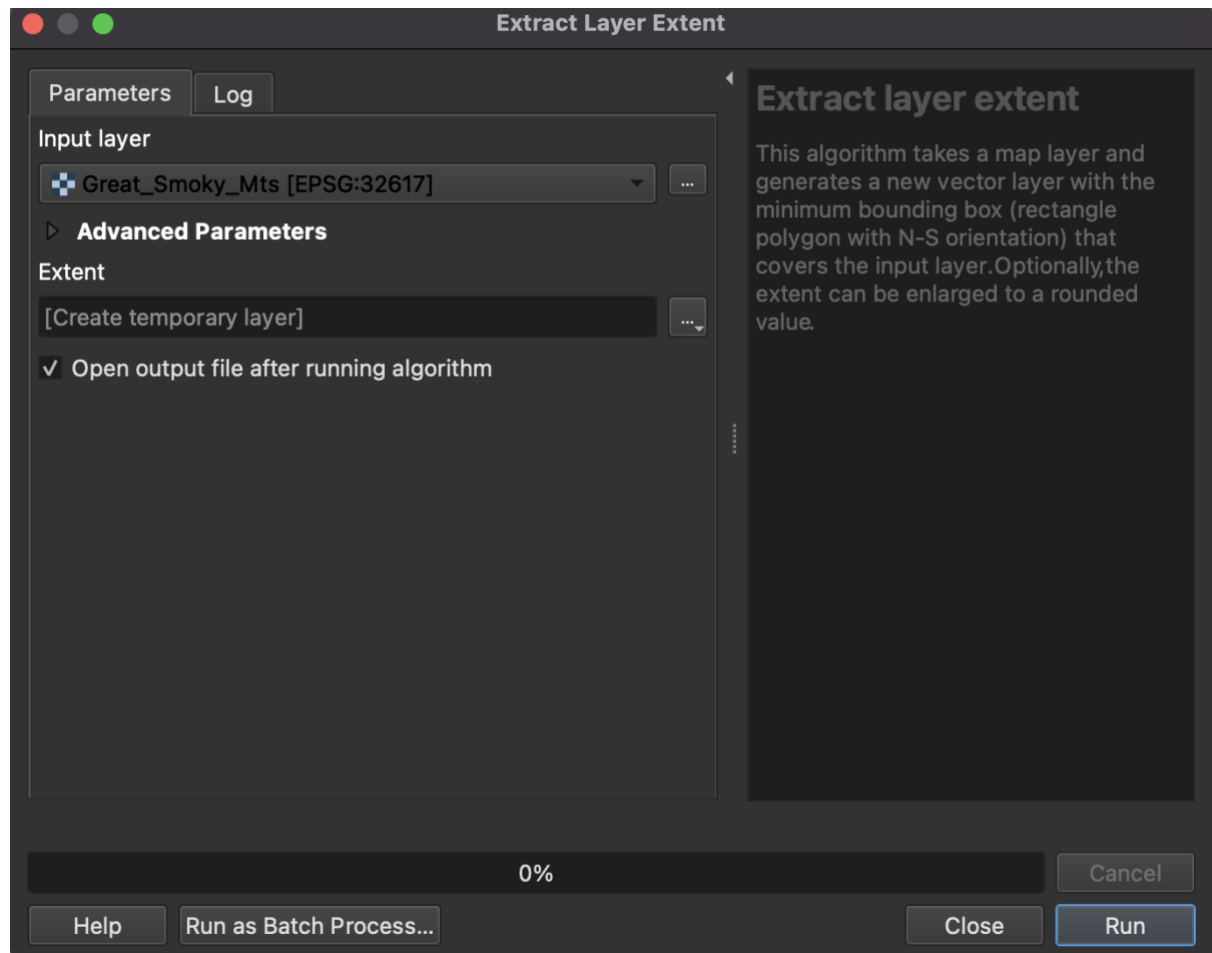 Extract Layer Extent
Parameters
Log
Input layer
Great_Smoky_Mts [EPSG:32617]
...
Advanced Parameters
Extent
[Create temporary layer]
...
Open output file after running algorithm
Extract layer extent
This algorithm takes a map layer and
generates a new vector layer with the
minimum bounding box (rectangle
polygon with N-S orientation) that
covers the input layer.Optionally,the
extent can be enlarged to a rounded
value.
0%
Cancel
Help
Run as Batch Process...
Close
Run